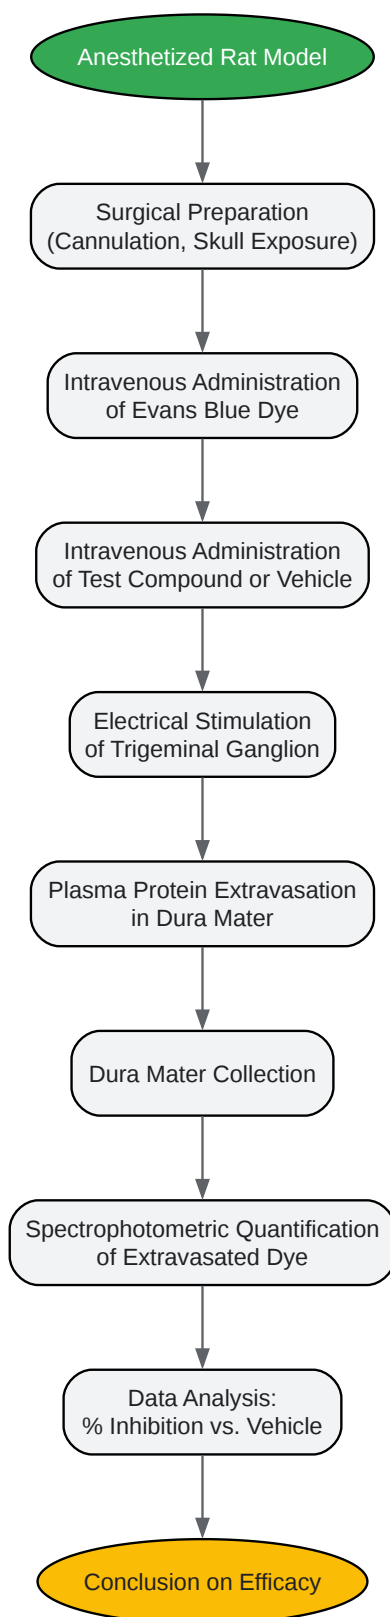 Anesthetized Rat Model
Surgical Preparation
(Cannulation, Skull Exposure)
Intravenous Administration
of Evans Blue Dye
Intravenous Administration
of Test Compound or Vehicle
Electrical Stimulation
of Trigeminal Ganglion
Plasma Protein Extravasation
in Dura Mater
Dura Mater Collection
Spectrophotometric Quantification
of Extravasated Dye
Data Analysis:
% Inhibition vs. Vehicle
Conclusion on Efficacy